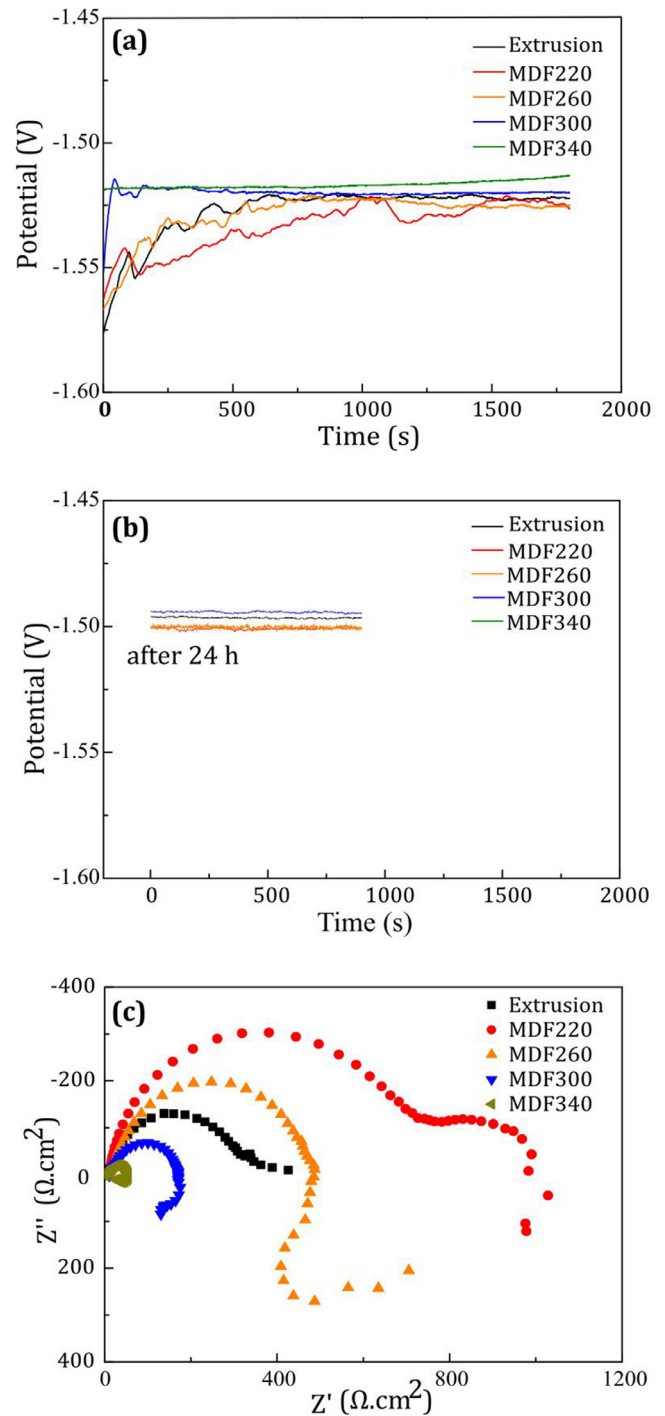 (a)
Extrusion
MDF220
MDF260
MDF300
MDF340
-1.45
-1.50
-1.55
-1.60
Potential (V)
0 500 1000 1500 2000
Time (s)
(b)
Extrusion
MDF220
MDF260
MDF300
MDF340
after 24 h
-1.45
-1.50
-1.55
-1.60
Potential (V)
0 500 1000 1500 2000
Time (s)
(c)
Extrusion
MDF220
MDF260
MDF300
MDF340
-400
-200
0
200
400
Z'' (Ω.cm²)
0 400 800 1200
Z' (Ω.cm²)